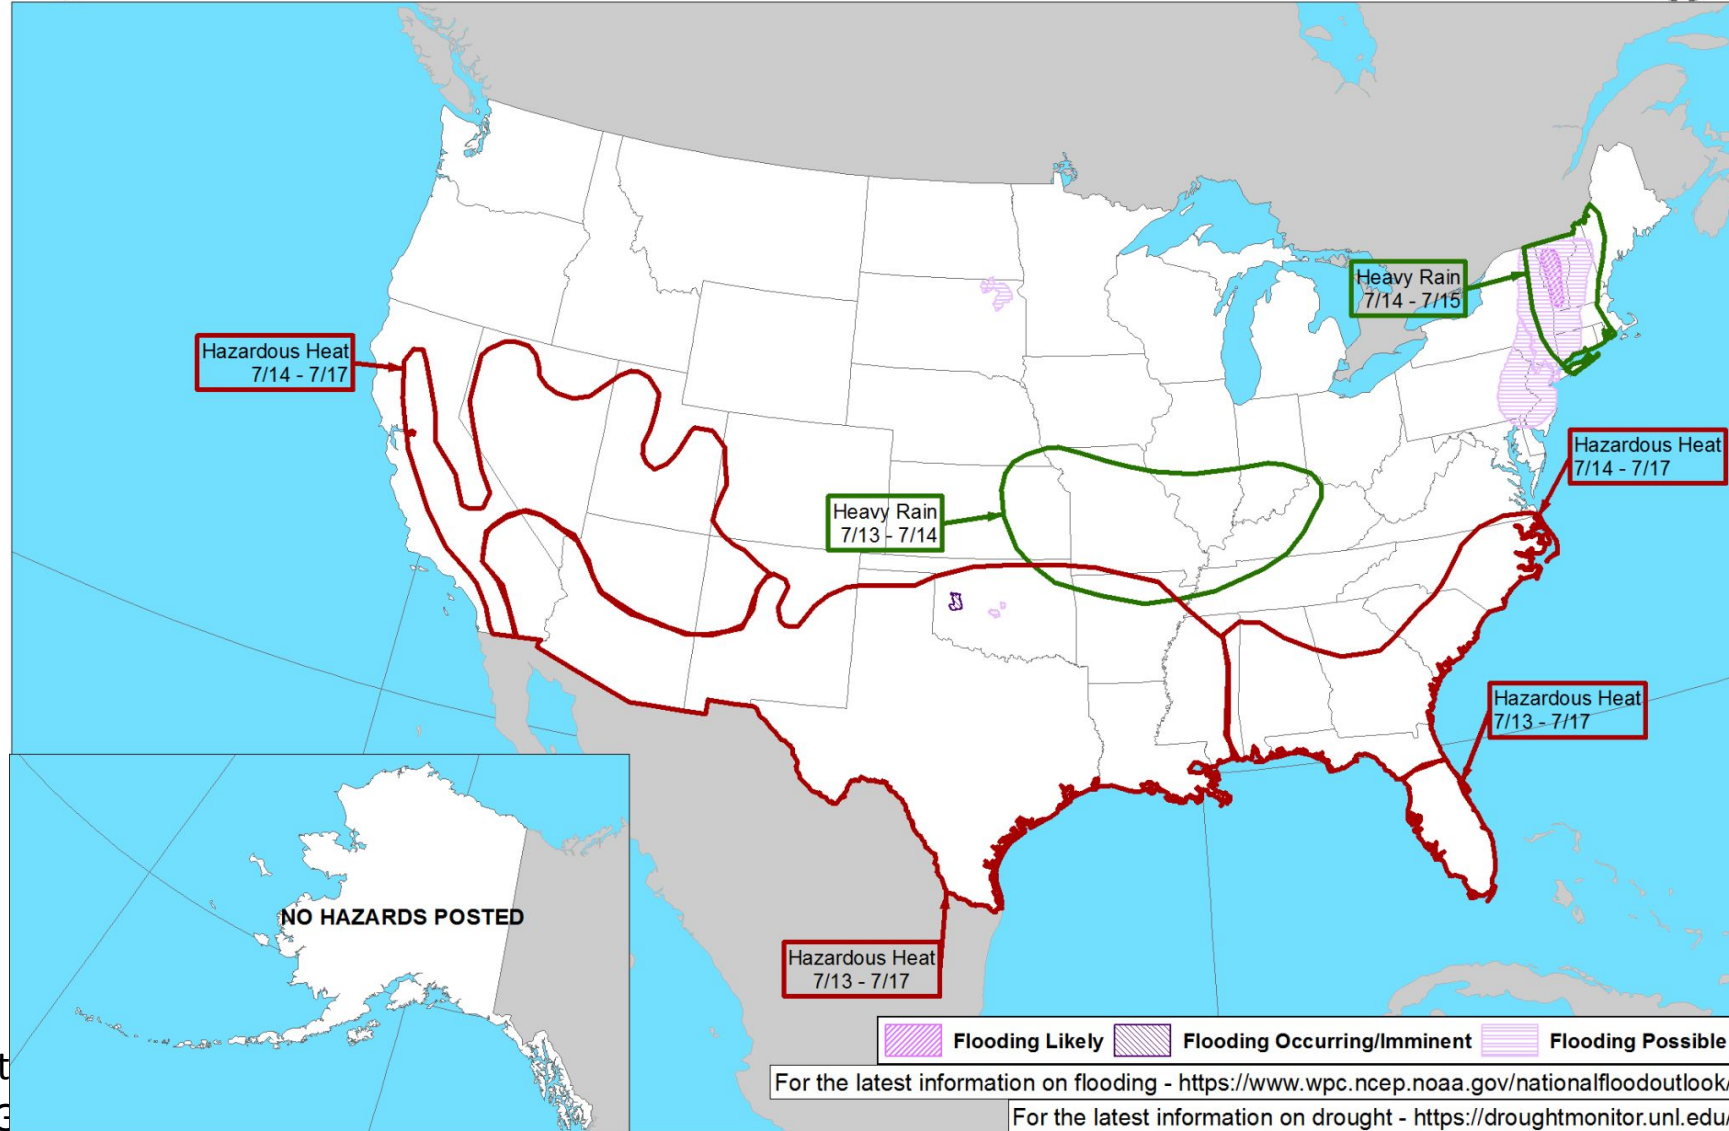 Heavy Rain
7/14 - 7/15
Hazardous Heat
7/14 - 7/17
Hazardous Heat
7/14 - 7/17
Heavy Rain
7/13 - 7/14
Hazardous Heat
7/13 - 7/17
NO HAZARDS POSTED
Hazardous Heat
7/13 - 7/17
Flooding Likely Flooding Occurring/Imminent Flooding Possible
For the latest information on flooding - https://www.wpc.ncep.noaa.gov/nationalfloodoutlook/
For the latest information on drought - https://droughtmonitor.unl.edu/